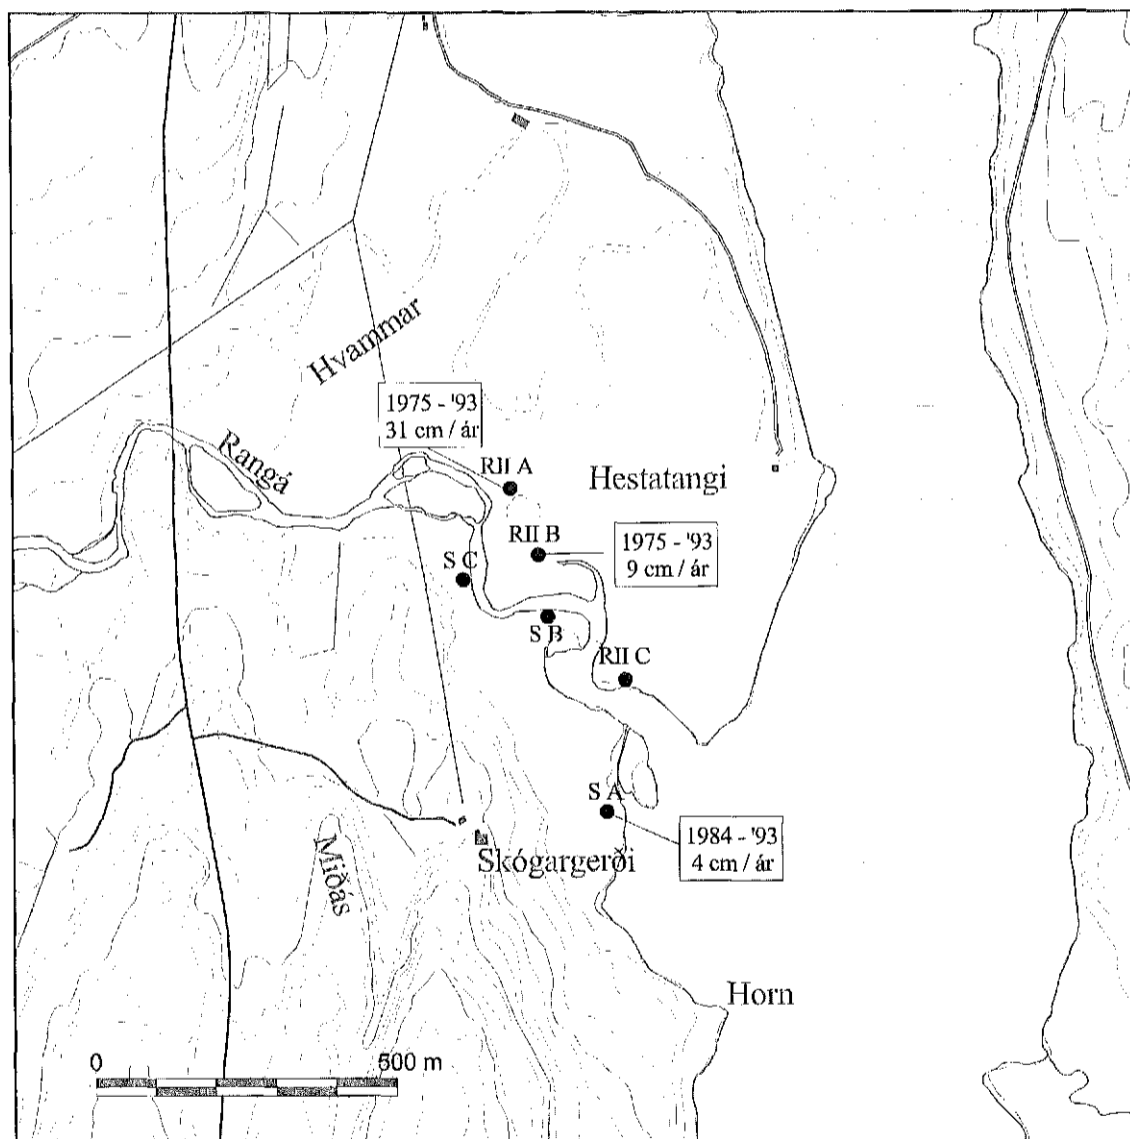 Hvammar
1975 - '93
31 cm / ár
Rangá
RII A
Hestatangi
RII B
1975 - '93
9 cm / ár
S C
S B
RII C
S A
1984 - '93
4 cm / ár
Skógargerði
Miðás
Horn
0
500 m